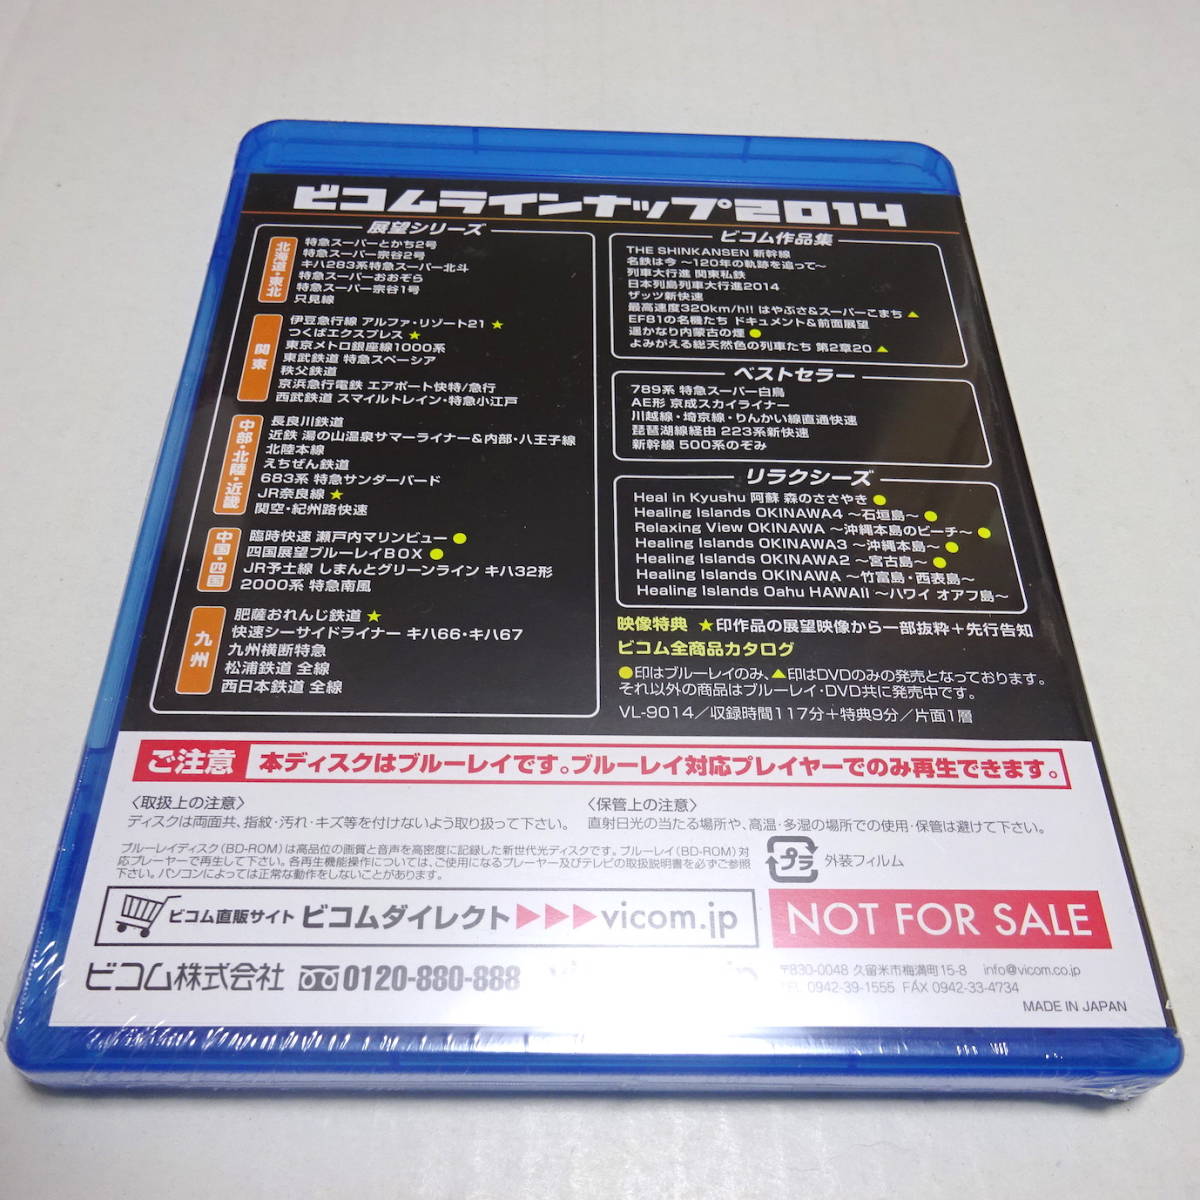 ビコムラインナップ2014
展望シリーズ
北海道・東北
特急スーパーとかち2号
特急スーパー宗谷2号
キハ283系特急スーパー北斗
特急スーパーおおぞら
特急スーパー宗谷1号
只見線
関東
伊豆急行線 アルファ・リゾート21 ★
つくばエクスプレス ★
東京メトロ銀座線1000系
東武鉄道 特急スペーシア
秩父鉄道
京浜急行電鉄 エアポート快特/急行
西武鉄道 スマイルトレイン・特急小江戸
中部・北陸・近畿
長良川鉄道
近鉄 湯の山温泉サマーライナー&内部・八王子線
北陸本線
えちぜん鉄道
683系 特急サンダーバード
JR奈良線 ★
関空・紀州路快速
中国・四国
臨時快速 瀬戸内マリンビュー ●
四国展望ブルーレイBOX ●
JR予土線 しまんとグリーンライン キハ32形
2000系 特急南風
九州
肥薩おれんじ鉄道 ★
快速シーサイドライナー キハ66・キハ67
九州横断特急
松浦鉄道 全線
西日本鉄道 全線
ビコム作品集
THE SHINKANSEN 新幹線
名鉄は今 〜120年の軌跡を追って〜
列車大行進 関東私鉄
日本列島列車大行進2014
ザッツ新快速
最高速度320km/h!! はやぶさ&スーパーこまち ▲
EF81の名機たち ドキュメント&前面展望
遥かなり内蒙古の煙 ●
よみがえる総天然色の列車たち 第2章20 ▲
ベストセラー
789系 特急スーパー白鳥
AE形 京成スカイライナー
川越線・埼京線・りんかい線直通快速
琵琶湖線経由 223系新快速
新幹線 500系のぞみ
リラクシーズ
Heal in Kyushu 阿蘇 森のささやき ●
Healing Islands OKINAWA4 〜石垣島〜 ●
Relaxing View OKINAWA 〜沖縄本島のビーチ〜 ●
Healing Islands OKINAWA3 〜沖縄本島〜 ●
Healing Islands OKINAWA2 〜宮古島〜 ●
Healing Islands OKINAWA 〜竹富島・西表島〜
Healing Islands Oahu HAWAII 〜ハワイ オアフ島〜
映像特典 ★印作品の展望映像から一部抜粋+先行告知
ビコム全商品カタログ
●印はブルーレイのみ、▲印はDVDのみの発売となっております。
それ以外の商品はブルーレイ・DVD共に発売中です。
VL-9014/収録時間117分+特典9分/片面1層
ご注意 本ディスクはブルーレイです。ブルーレイ対応プレイヤーでのみ再生できます。
〈取扱上の注意〉
ディスクは両面共、指紋・汚れ・キズ等を付けないよう取り扱って下さい。
〈保管上の注意〉
直射日光の当たる場所や、高温・多湿の場所での使用・保管は避けて下さい。
ブルーレイディスク(BD-ROM)は高品位の画質と音声を高密度に記録した新世代光ディスクです。ブルーレイ(BD-ROM)対
応プレーヤーで再生して下さい。各再生機能操作については、ご使用になるプレーヤー及びテレビの取扱説明書を必ずご参照
下さい。パソコンによっては正常な動作をしないことがあります。
プラ 外装フィルム
ビコム直販サイト ビコムダイレクト▶▶▶vicom.jp
NOT FOR SALE
ビコム株式会社 0120-880-888
〒830-0048 久留米市梅満町15-8 info@vicom.co.jp
TEL 0942-39-1555 FAX 0942-33-4734
MADE IN JAPAN